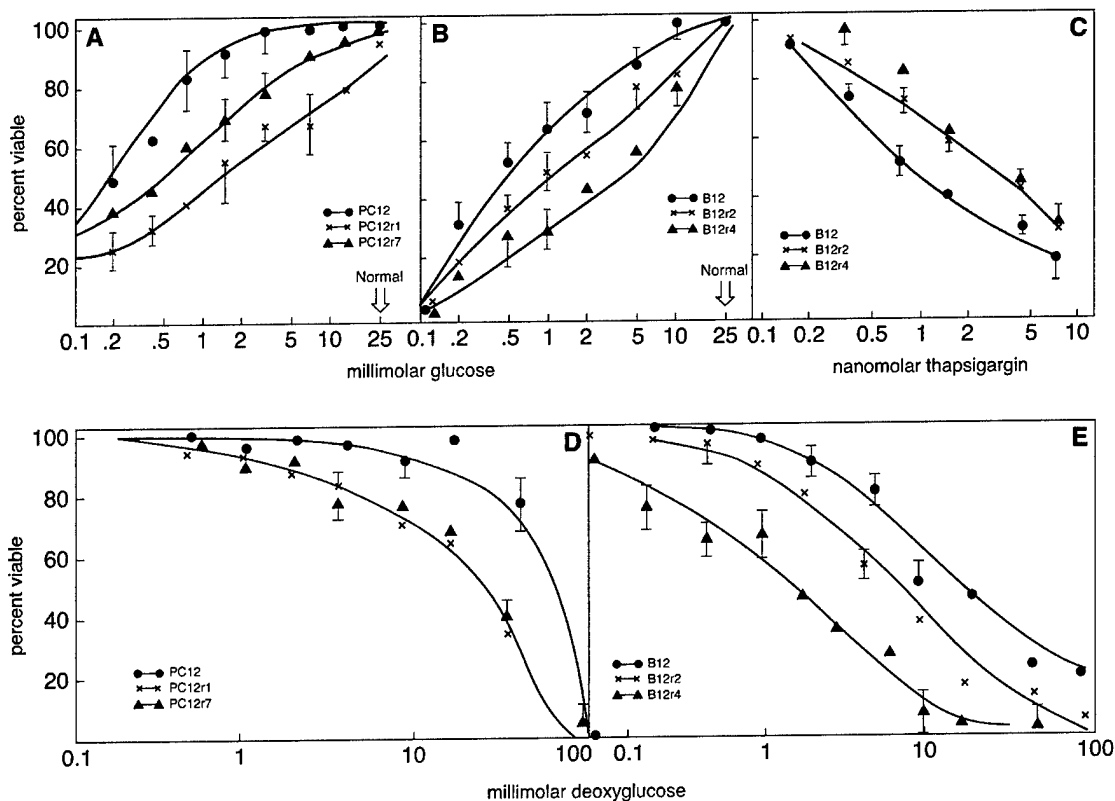 A
B
C
100
80
60
40
20
percent viable
PC12
PC12r1
PC12r7
Normal
B12
B12r2
B12r4
Normal
B12
B12r2
B12r4
0.1 .2 .5 1 2 5 10 25
0.1 .2 .5 1 2 5 10 25
0.1 0.2 0.5 1 2 5 10
millimolar glucose
nanomolar thapsigargin
D
E
100
80
60
40
20
percent viable
PC12
PC12r1
PC12r7
B12
B12r2
B12r4
0.1 1 10 100
0.1 1 10 100
millimolar deoxyglucose